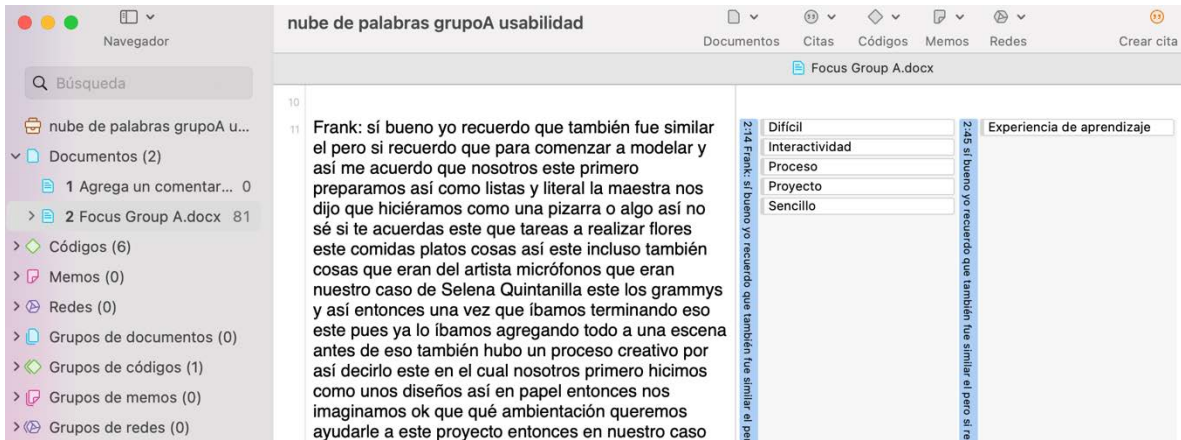 nube de palabras grupoA usabilidad
Navegador
Documentos
Citas
Códigos
Memos
Redes
Crear cita
Focus Group A.docx
Búsqueda
nube de palabras grupoA u...
Documentos (2)
1 Agrega un comentar... 0
2 Focus Group A.docx 81
Códigos (6)
Memos (0)
Redes (0)
Grupos de documentos (0)
Grupos de códigos (1)
Grupos de memos (0)
Grupos de redes (0)
10
11
Frank: sí bueno yo recuerdo que también fue similar
el pero si recuerdo que para comenzar a modelar y
así me acuerdo que nosotros este primero
preparamos así como listas y literal la maestra nos
dijo que hiciéramos como una pizarra o algo así no
sé si te acuerdas este que tareas a realizar flores
este comidas platos cosas así este incluso también
cosas que eran del artista micrófonos que eran
nuestro caso de Selena Quintanilla este los grammys
y así entonces una vez que íbamos terminando eso
este pues ya lo íbamos agregando todo a una escena
antes de eso también hubo un proceso creativo por
así decirlo este en el cual nosotros primero hicimos
como unos diseños así en papel entonces nos
imaginamos ok que qué ambientación queremos
ayudarle a este proyecto entonces en nuestro caso
2:14 Frank: sí bueno yo recuerdo que también fue similar el pe
Difícil
Interactividad
Proceso
Proyecto
Sencillo
2:45 sí bueno yo recuerdo que también fue similar el pero si re
Experiencia de aprendizaje